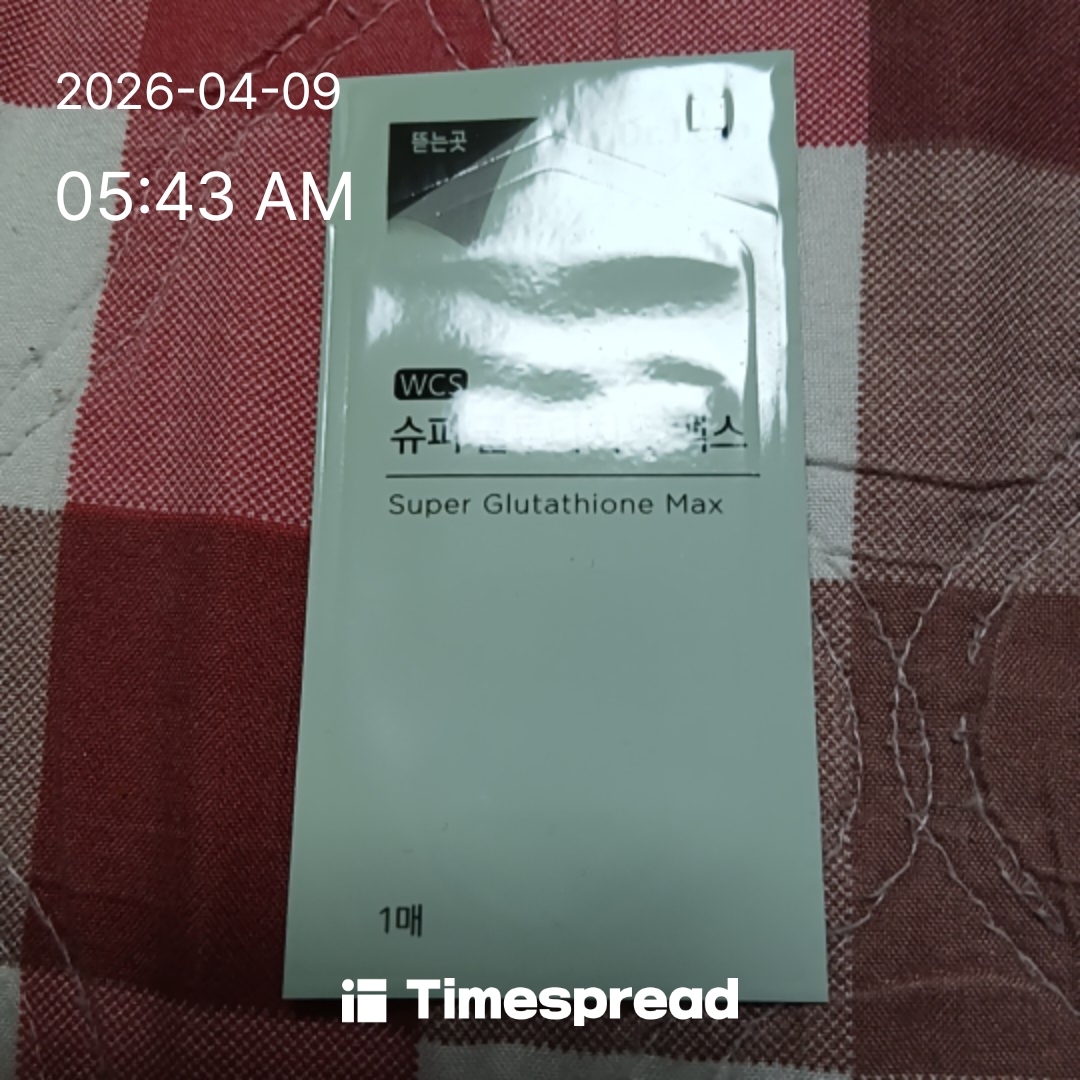 2026-04-09
05:43 AM
뜯는곳
WCS
슈퍼 맥스
Super Glutathione Max
1매
Timespread